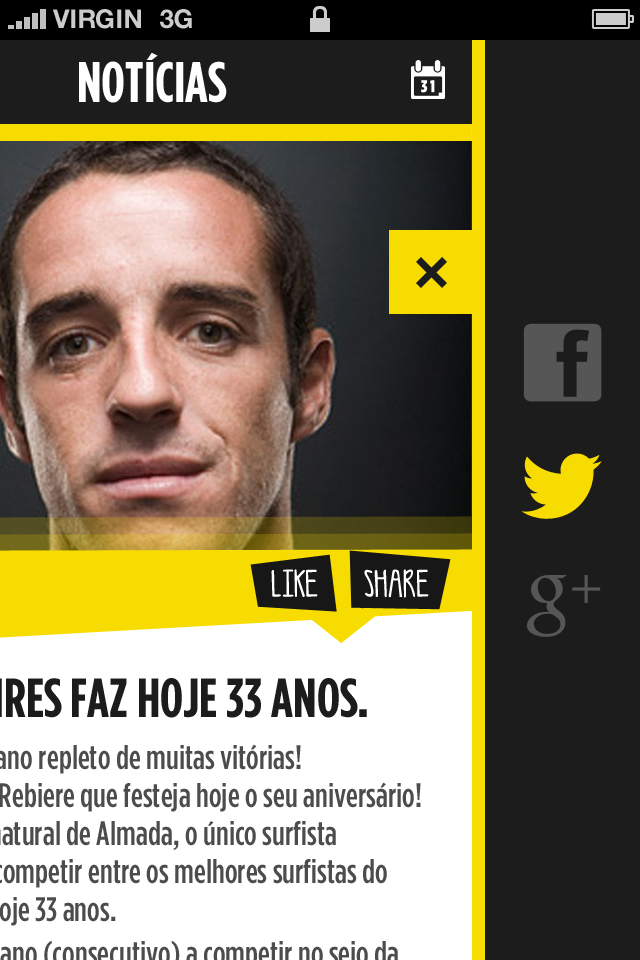 VIRGIN 3G
NOTÍCIAS
31
LIKE SHARE
IRES FAZ HOJE 33 ANOS.
ano repleto de muitas vitórias!
Rebiere que festeja hoje o seu aniversário!
natural de Almada, o único surfista
competir entre os melhores surfistas do
oje 33 anos.
ano (consecutivo) a competir no seio da